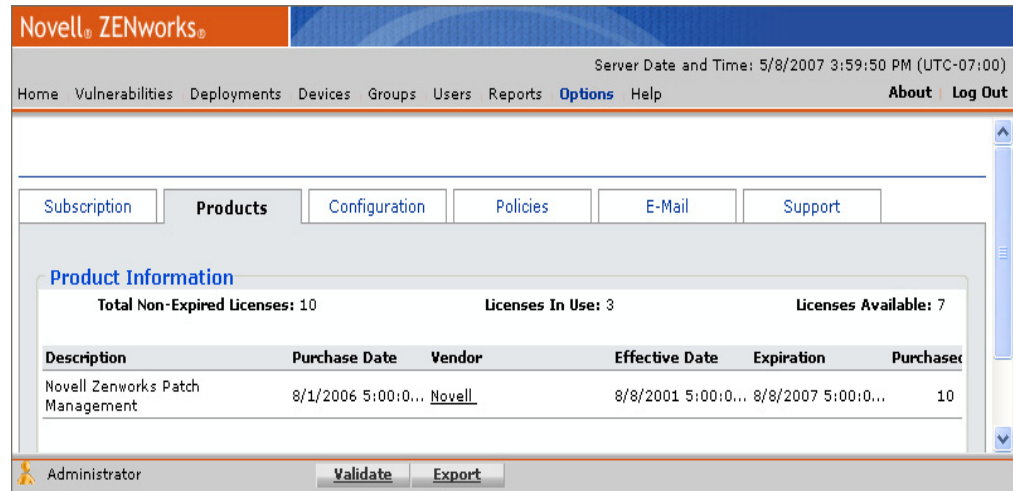 Novell® ZENworks®
Server Date and Time: 5/8/2007 3:59:50 PM (UTC-07:00)
Home Vulnerabilities Deployments Devices Groups Users Reports Options Help About | Log Out
Subscription Products Configuration Policies E-Mail Support
Product Information
Total Non-Expired Licenses: 10 Licenses In Use: 3 Licenses Available: 7
Description Purchase Date Vendor Effective Date Expiration Purchased
Novell Zenworks Patch
Management 8/1/2006 5:00:0... Novell 8/8/2001 5:00:0... 8/8/2007 5:00:0... 10
Administrator Validate Export